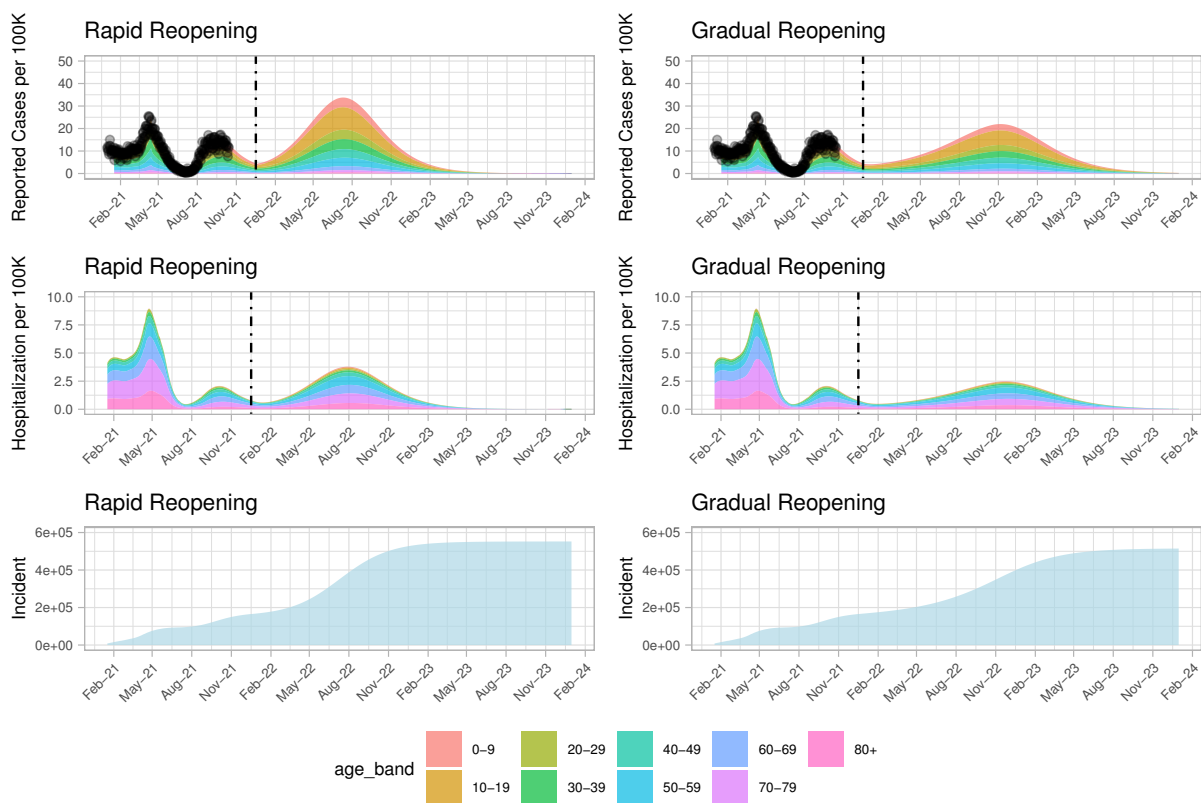 Rapid Reopening
Gradual Reopening
Reported Cases per 100K
50
40
30
20
10
0
Feb−21 May−21 Aug−21 Nov−21 Feb−22 May−22 Aug−22 Nov−22 Feb−23 May−23 Aug−23 Nov−23 Feb−24
Reported Cases per 100K
50
40
30
20
10
0
Feb−21 May−21 Aug−21 Nov−21 Feb−22 May−22 Aug−22 Nov−22 Feb−23 May−23 Aug−23 Nov−23 Feb−24
Rapid Reopening
Gradual Reopening
Hospitalization per 100K
10.0
7.5
5.0
2.5
0.0
Feb−21 May−21 Aug−21 Nov−21 Feb−22 May−22 Aug−22 Nov−22 Feb−23 May−23 Aug−23 Nov−23 Feb−24
Hospitalization per 100K
10.0
7.5
5.0
2.5
0.0
Feb−21 May−21 Aug−21 Nov−21 Feb−22 May−22 Aug−22 Nov−22 Feb−23 May−23 Aug−23 Nov−23 Feb−24
Rapid Reopening
Gradual Reopening
Incident
6e+05
4e+05
2e+05
0e+00
Feb−21 May−21 Aug−21 Nov−21 Feb−22 May−22 Aug−22 Nov−22 Feb−23 May−23 Aug−23 Nov−23 Feb−24
Incident
6e+05
4e+05
2e+05
0e+00
Feb−21 May−21 Aug−21 Nov−21 Feb−22 May−22 Aug−22 Nov−22 Feb−23 May−23 Aug−23 Nov−23 Feb−24
age_band
0−9 20−29 40−49 60−69 80+
10−19 30−39 50−59 70−79